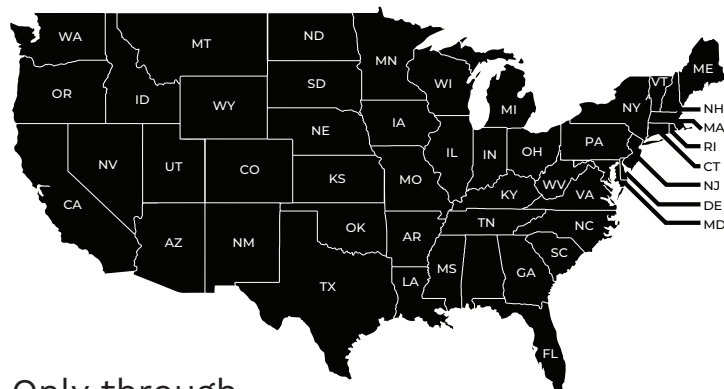 WA
MT
ND
MN
ME
VT
OR
ID
SD
WI
MI
NY
NH
WY
MA
IA
NE
PA
RI
NV
UT
CO
IL
IN
OH
CT
KS
MO
WV
VA
NJ
CA
KY
DE
OK
TN
NC
MD
AZ
NM
AR
SC
MS
GA
TX
LA
FL
Only through